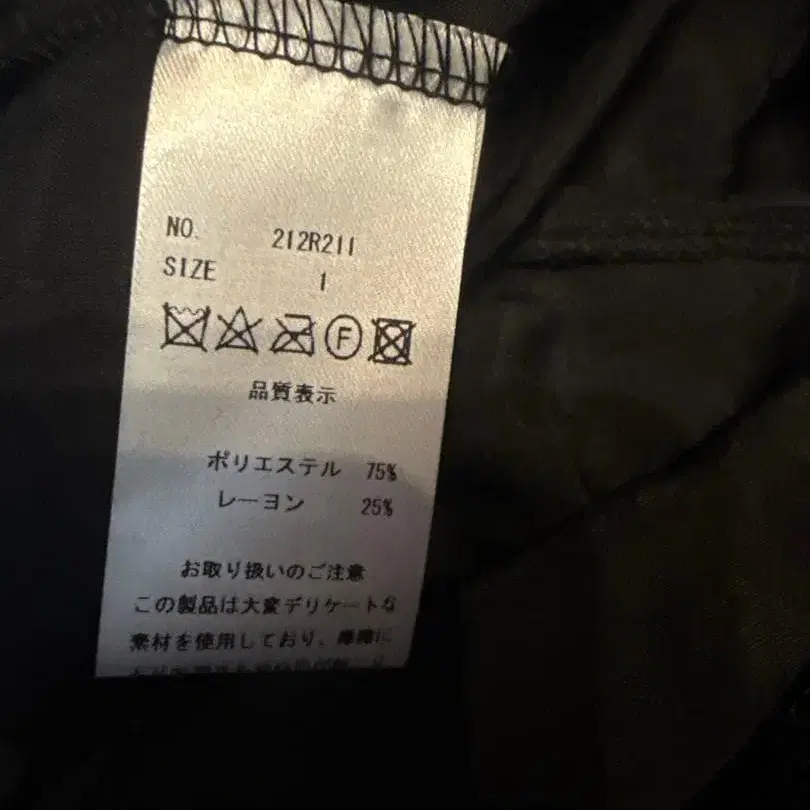 NO. 212R211
SIZE 1
F
品質表示
ポリエステル 75%
レーヨン 25%
お取り扱いのご注意
この製品は大変デリケートな
素材を使用しており、摩擦に